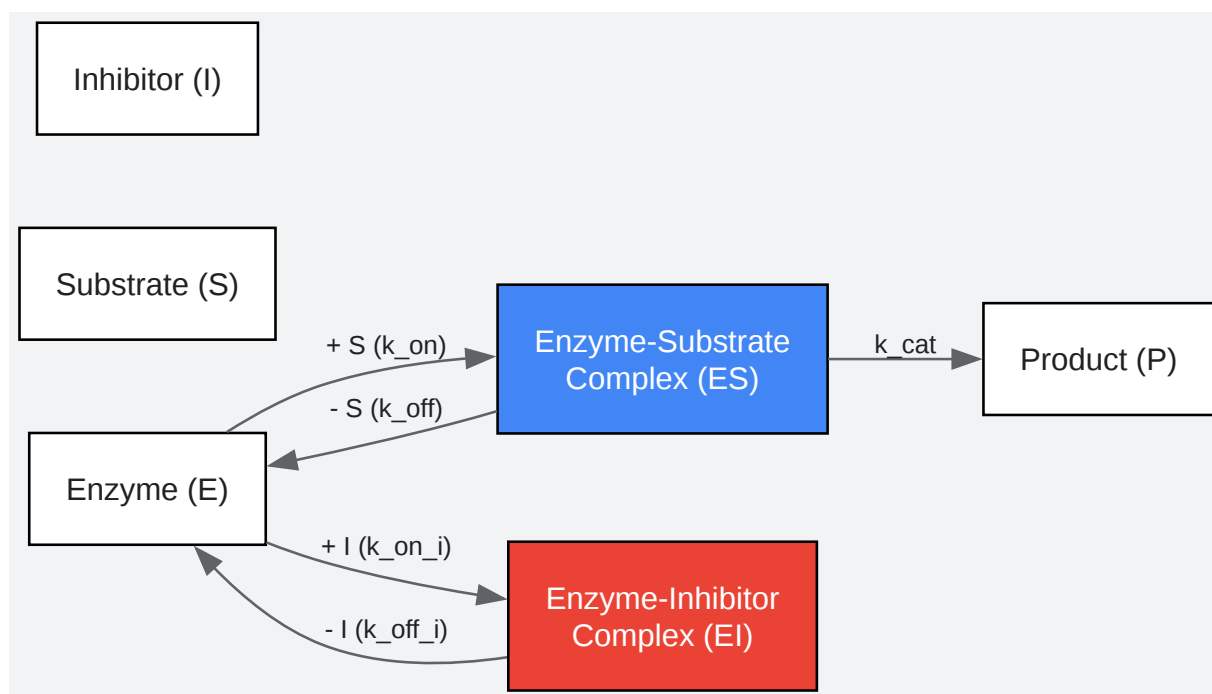 Inhibitor (I)
Substrate (S)
+ S (k_on)
- S (k_off)
Enzyme-Substrate
Complex (ES)
k_cat
Product (P)
Enzyme (E)
+ I (k_on_i)
- I (k_off_i)
Enzyme-Inhibitor
Complex (EI)